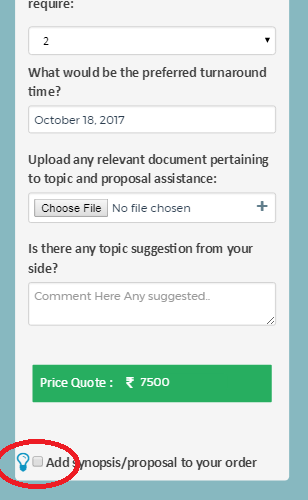 require:
2
What would be the preferred turnaround
time?
October 18, 2017
Upload any relevant document pertaining
to topic and proposal assistance:
Choose File No file chosen +
Is there any topic suggestion from your
side?
Comment Here Any suggested..
Price Quote : ₹ 7500
Add synopsis/proposal to your order